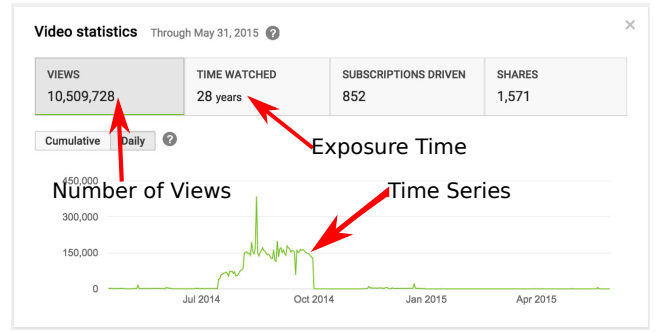 Video statistics Through May 31, 2015 ?
×
VIEWS TIME WATCHED SUBSCRIPTIONS DRIVEN SHARES
10,509,728 28 years 852 1,571
Cumulative Daily ?
Exposure Time
450,000
Number of Views Time Series
300,000
150,000
0
Jul 2014 Oct 2014 Jan 2015 Apr 2015